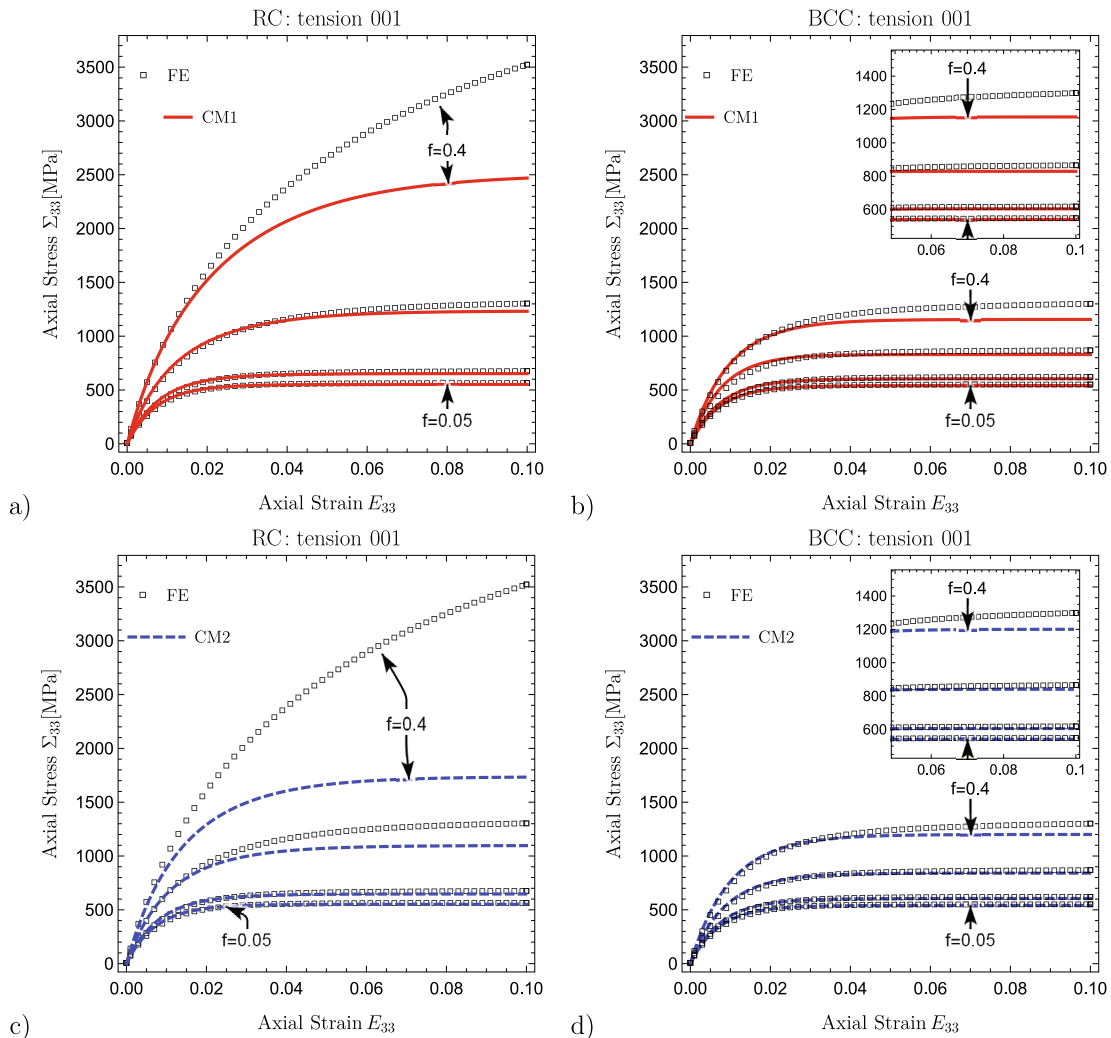 RC: tension 001
3500
3000
2500
2000
1500
1000
500
0
Axial Stress Σ33[MPa]
FE
CM1
f=0.4
f=0.05
0.00 0.02 0.04 0.06 0.08 0.10
Axial Strain E33
a)
BCC: tension 001
3500
3000
2500
2000
1500
1000
500
0
Axial Stress Σ33[MPa]
FE
CM1
1400
1200
1000
800
600
f=0.4
0.06 0.08 0.1
f=0.4
f=0.05
0.00 0.02 0.04 0.06 0.08 0.10
Axial Strain E33
b)
RC: tension 001
3500
3000
2500
2000
1500
1000
500
0
Axial Stress Σ33[MPa]
FE
CM2
f=0.4
f=0.05
0.00 0.02 0.04 0.06 0.08 0.10
Axial Strain E33
c)
BCC: tension 001
3500
3000
2500
2000
1500
1000
500
0
Axial Stress Σ33[MPa]
FE
CM2
1400
1200
1000
800
600
f=0.4
0.06 0.08 0.1
f=0.4
f=0.05
0.00 0.02 0.04 0.06 0.08 0.10
Axial Strain E33
d)